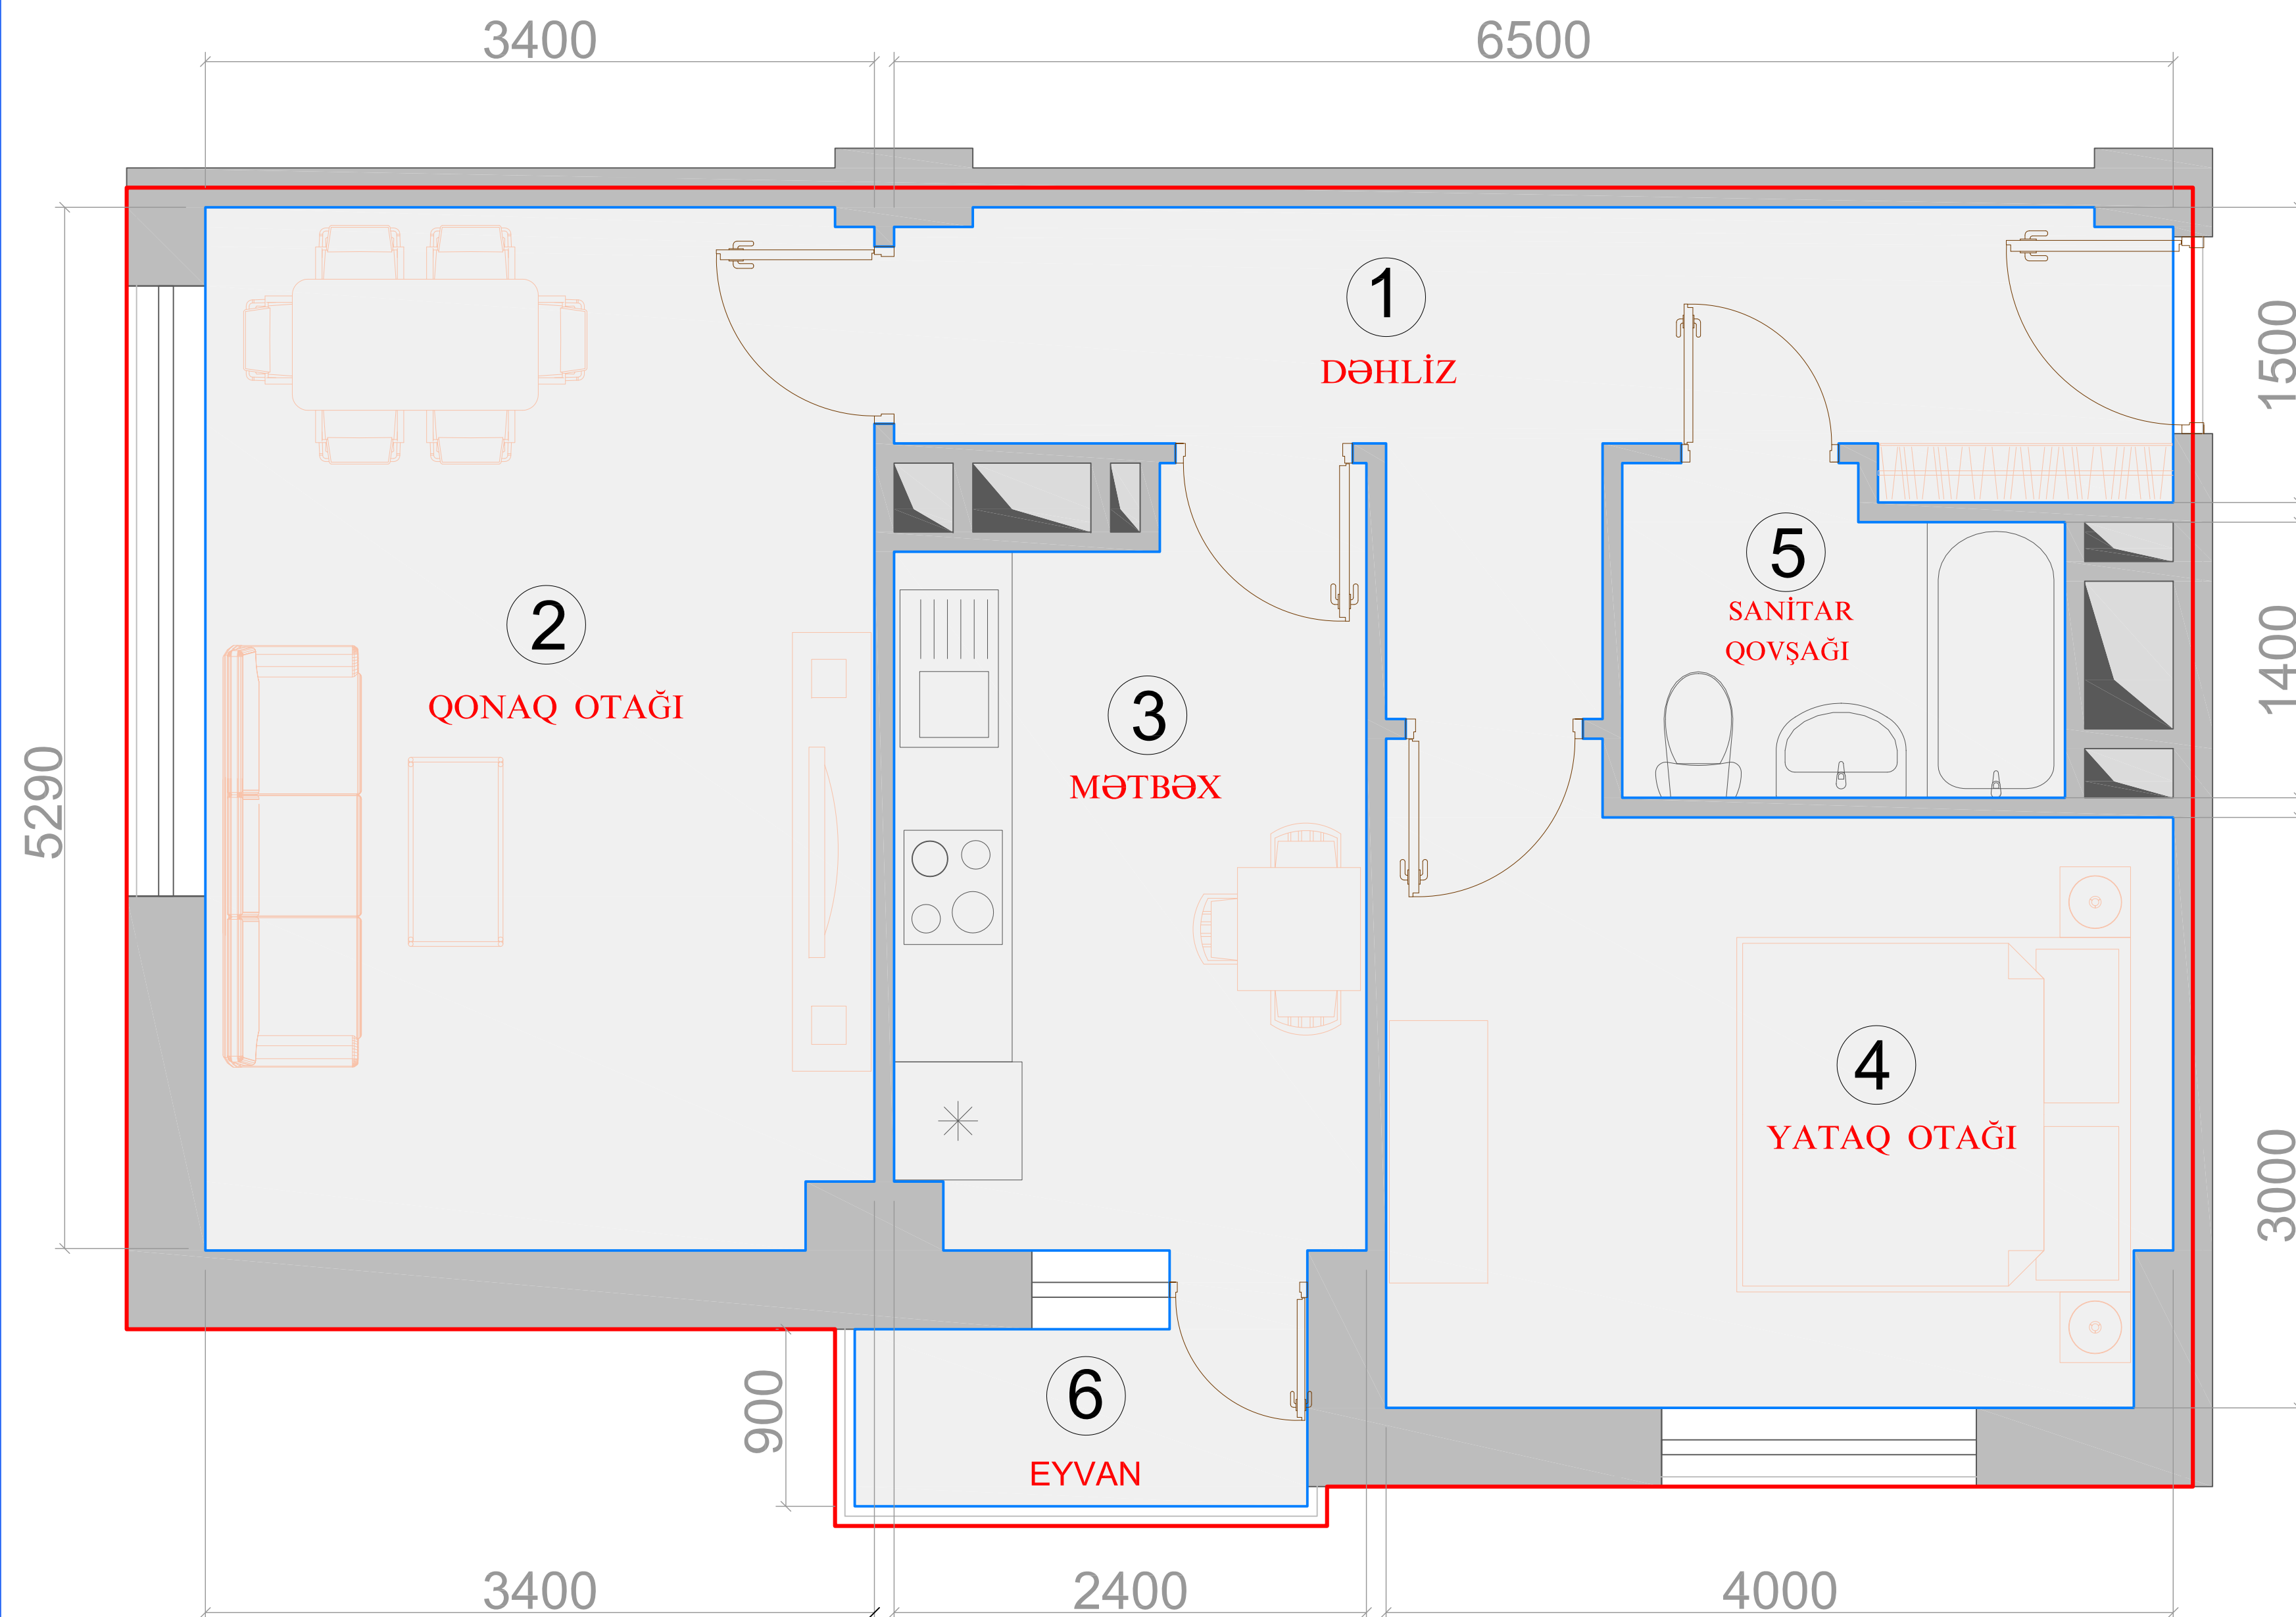 3400
6500
1
DƏHLİZ
1500
2
QONAQ OTAĞI
5
SANİTAR
QOVŞAĞI
1400
3
MƏTBƏX
5290
4
YATAQ OTAĞI
3000
6
EYVAN
900
3400
2400
4000